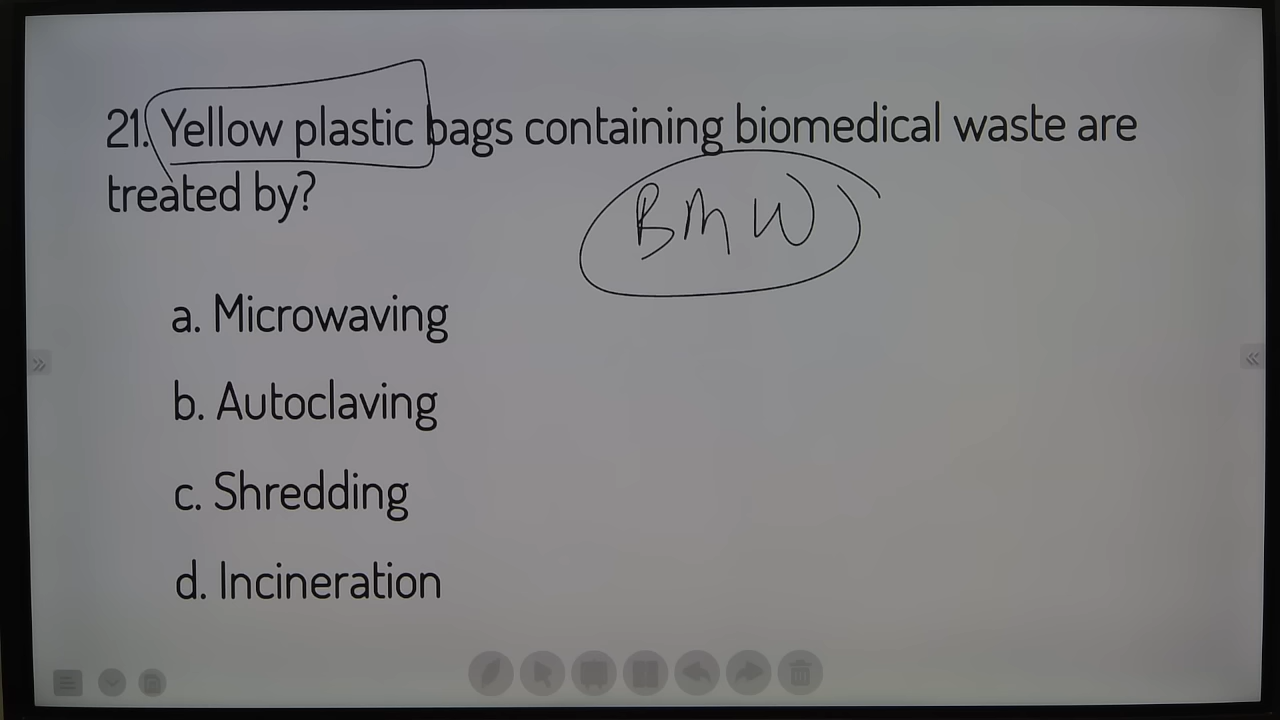 21. Yellow plastic bags containing biomedical waste are
treated by?
BMW
a. Microwaving
b. Autoclaving
c. Shredding
d. Incineration